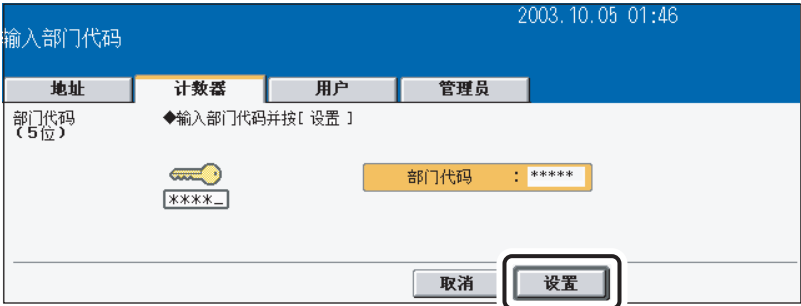 2003.10.05 01:46
输入部门代码
地址 计数器 用户 管理员
部门代码 ◆输入部门代码并按[ 设置 ]
(5位)
部门代码 : *****
****_
取消 设置